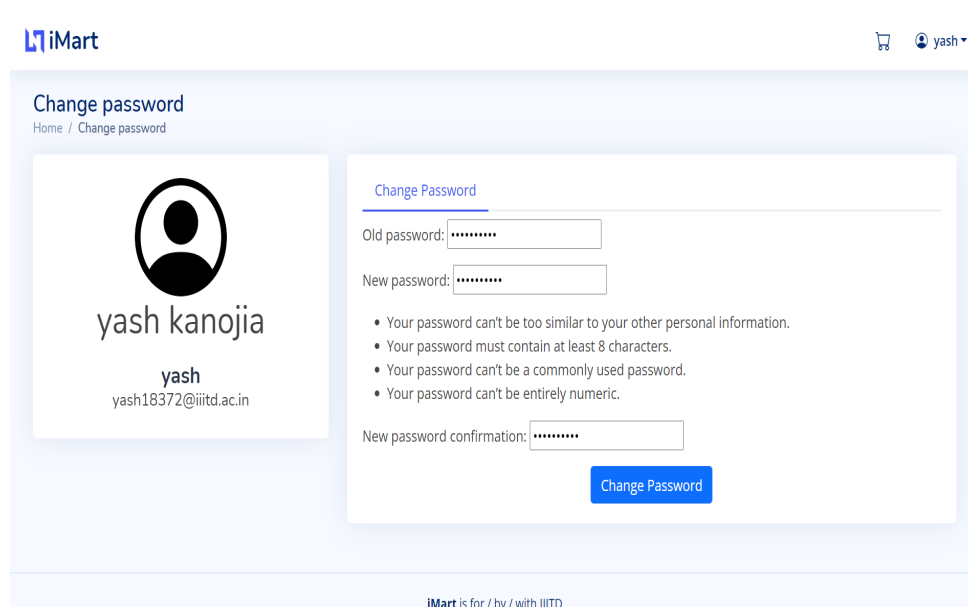 iMart
yash
Change password
Home / Change password
yash kanojia
yash
yash18372@iiitd.ac.in
Change Password
Old password: ••••••••••
New password: ••••••••••
• Your password can't be too similar to your other personal information.
• Your password must contain at least 8 characters.
• Your password can't be a commonly used password.
• Your password can't be entirely numeric.
New password confirmation: ••••••••••
Change Password
iMart is for / by / with IIITD